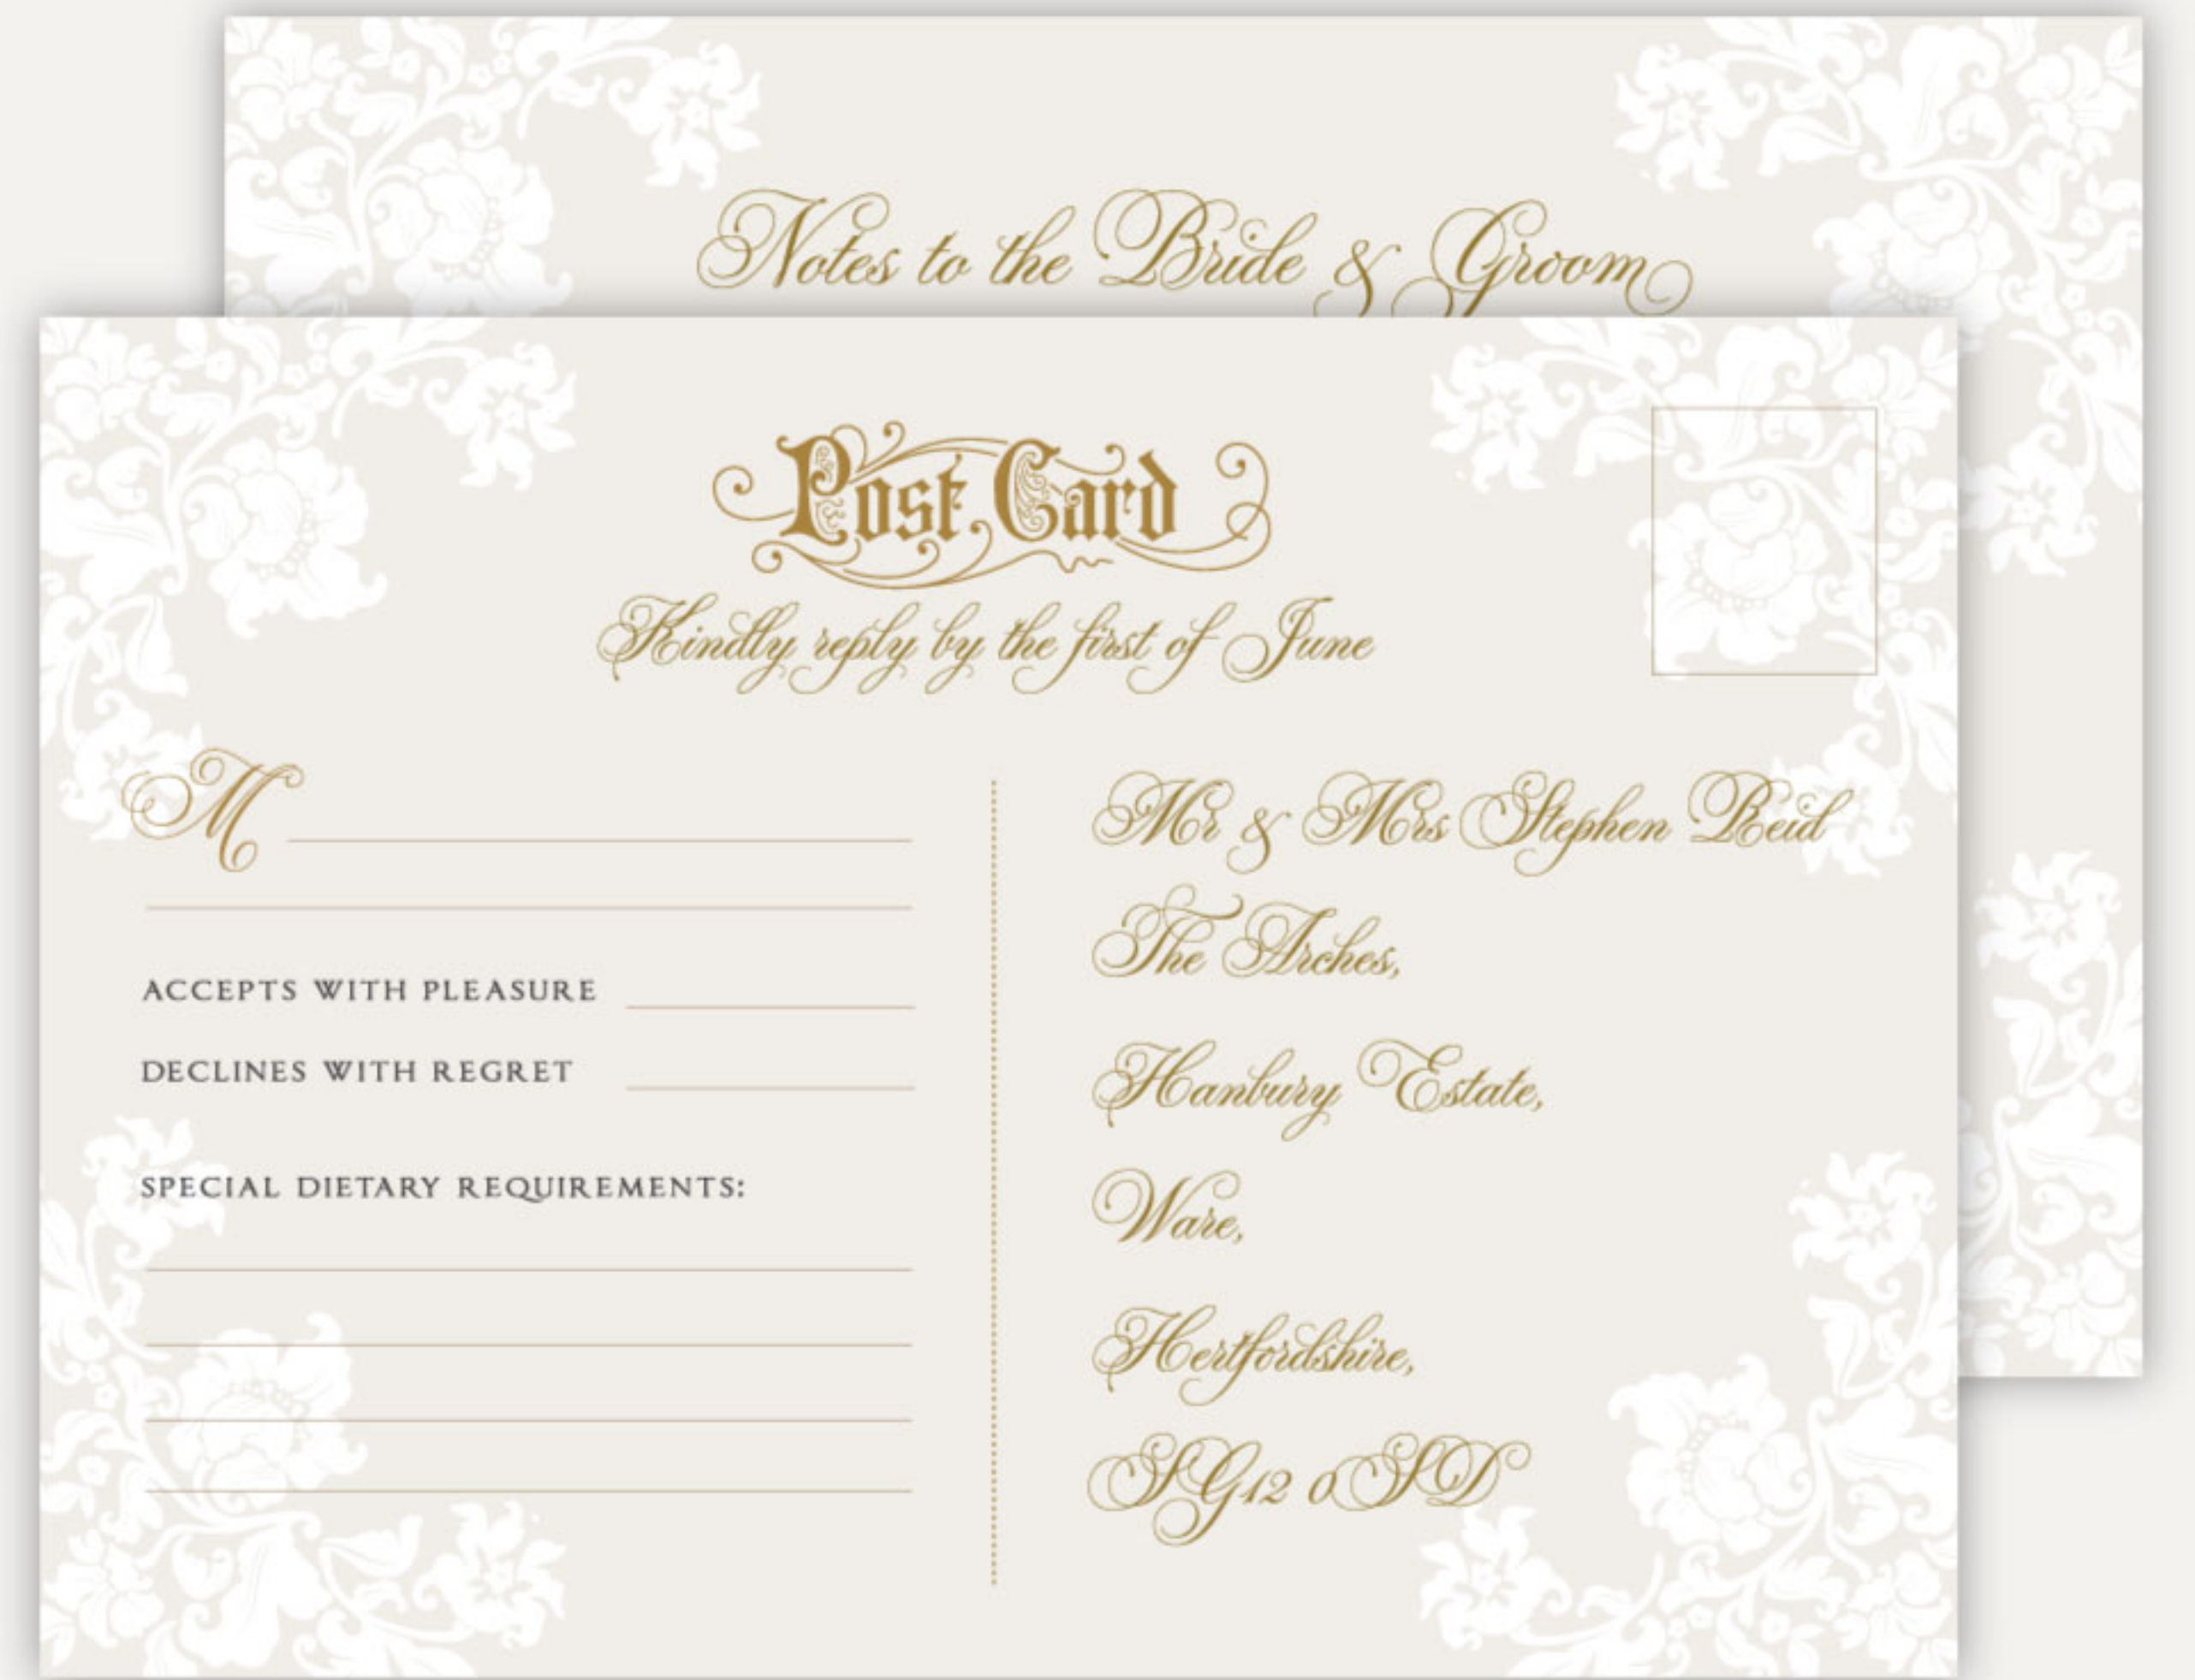 Notes to the Bride & Groom
Post Card
Kindly reply by the first of June
M
ACCEPTS WITH PLEASURE
DECLINES WITH REGRET
SPECIAL DIETARY REQUIREMENTS:
Mr & Mrs Stephen Reid
The Arches,
Hanbury Estate,
Ware,
Hertfordshire,
SG12 0SD